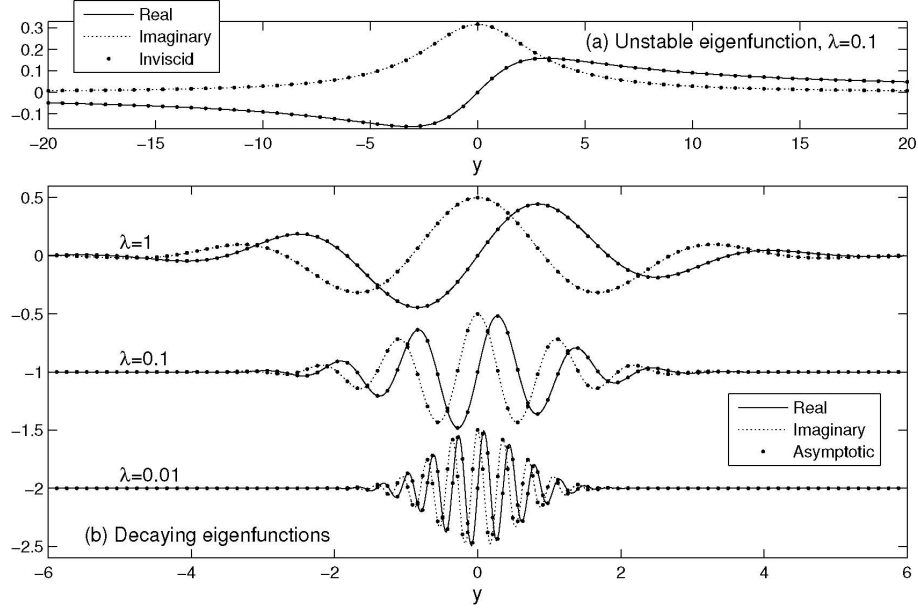 Real
Imaginary
Inviscid
(a) Unstable eigenfunction, λ=0.1
0.3
0.2
0.1
0
−0.1
−20 −15 −10 −5 0 5 10 15 20
y
0.5
λ=1
0
−0.5
λ=0.1
−1
Real
Imaginary
Asymptotic
−1.5
λ=0.01
−2
(b) Decaying eigenfunctions
−2.5
−6 −4 −2 0 2 4 6
y